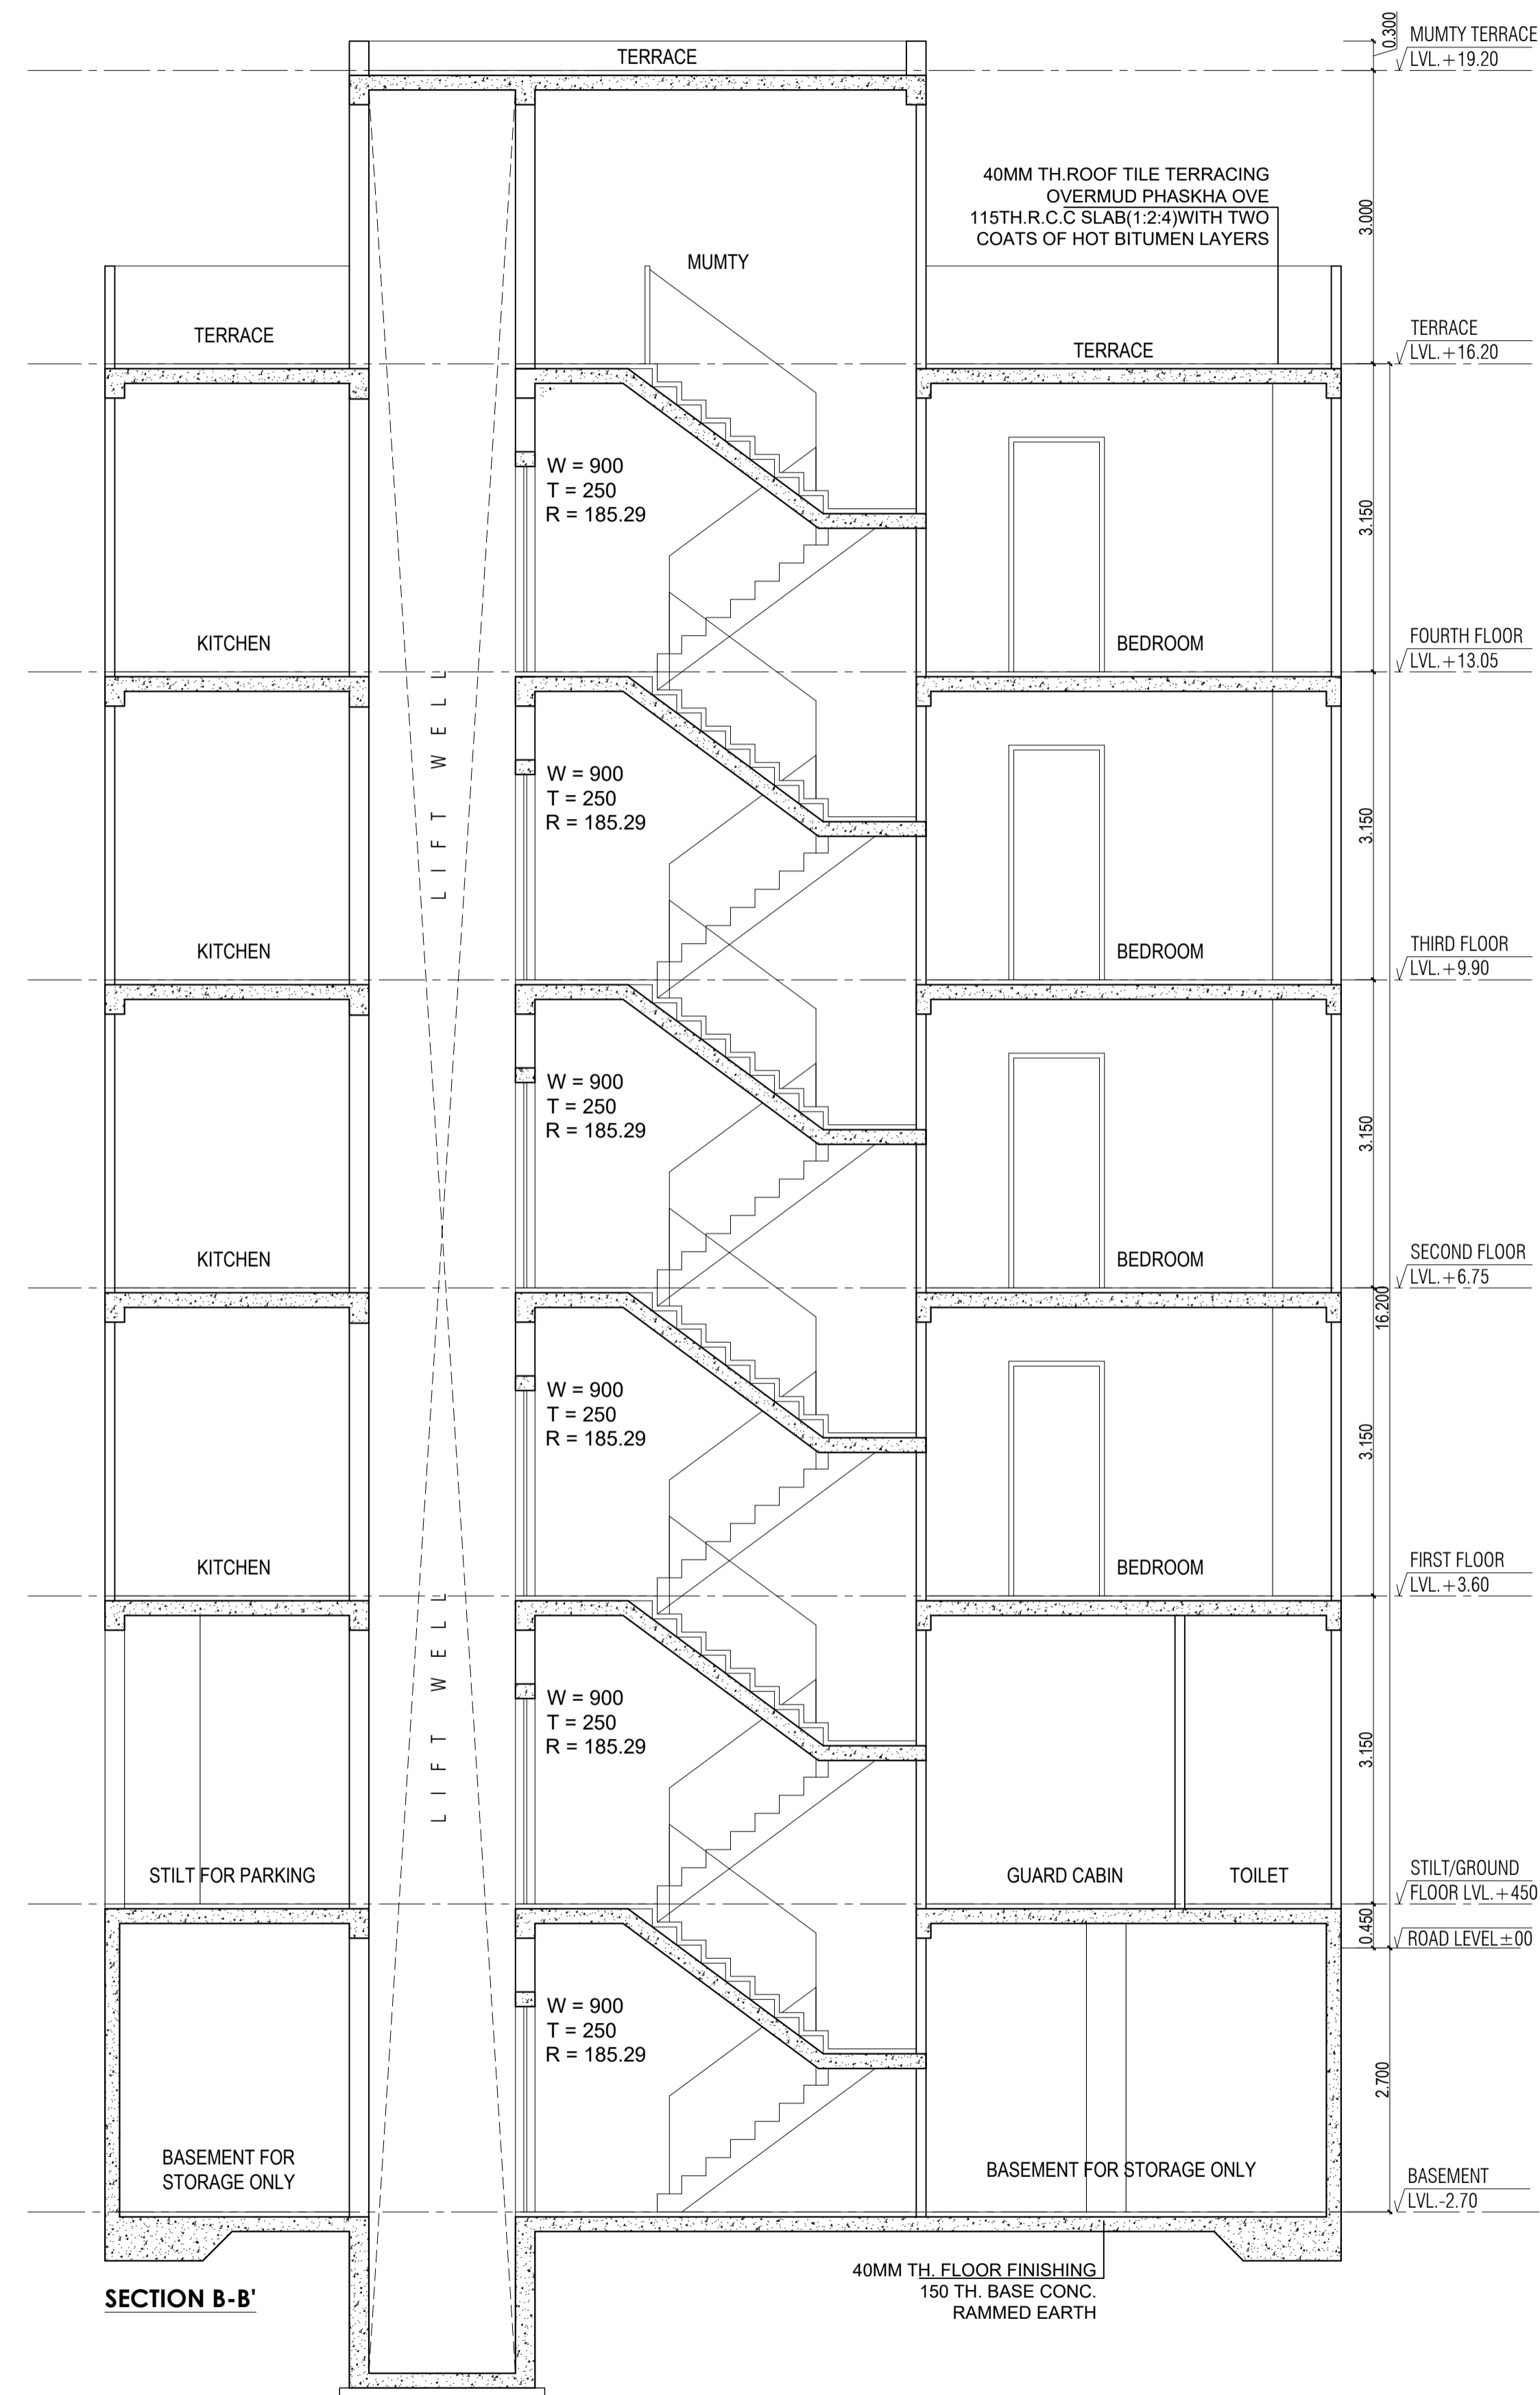 0.300
MUMTY TERRACE
LVL.+19.20
TERRACE
40MM TH.ROOF TILE TERRACING
OVERMUD PHASKHA OVE
115TH.R.C.C SLAB(1:2:4)WITH TWO
COATS OF HOT BITUMEN LAYERS
3.000
MUMTY
TERRACE
TERRACE
TERRACE
LVL.+16.20
W = 900
T = 250
R = 185.29
3.150
KITCHEN
BEDROOM
FOURTH FLOOR
LVL.+13.05
LIFT WELL
W = 900
T = 250
R = 185.29
3.150
KITCHEN
BEDROOM
THIRD FLOOR
LVL.+9.90
W = 900
T = 250
R = 185.29
3.150
KITCHEN
BEDROOM
SECOND FLOOR
LVL.+6.75
16.200
W = 900
T = 250
R = 185.29
3.150
KITCHEN
BEDROOM
FIRST FLOOR
LVL.+3.60
LIFT WELL
W = 900
T = 250
R = 185.29
3.150
STILT FOR PARKING
GUARD CABIN
TOILET
STILT/GROUND
FLOOR LVL.+450
0.450
ROAD LEVEL±00
W = 900
T = 250
R = 185.29
2.700
BASEMENT FOR
STORAGE ONLY
BASEMENT FOR STORAGE ONLY
BASEMENT
LVL.-2.70
40MM TH. FLOOR FINISHING
150 TH. BASE CONC.
RAMMED EARTH
SECTION B-B'